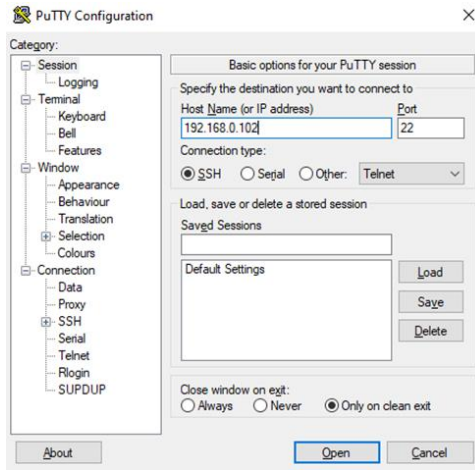 PuTTY Configuration
Category:
Session
Logging
Terminal
Keyboard
Bell
Features
Window
Appearance
Behaviour
Translation
Selection
Colours
Connection
Data
Proxy
SSH
Serial
Telnet
Rlogin
SUPDUP
Basic options for your PuTTY session
Specify the destination you want to connect to
Host Name (or IP address) Port
192.168.0.102 22
Connection type:
SSH Serial Other: Telnet
Load, save or delete a stored session
Saved Sessions
Default Settings
Load
Save
Delete
Close window on exit:
Always Never Only on clean exit
About Open Cancel